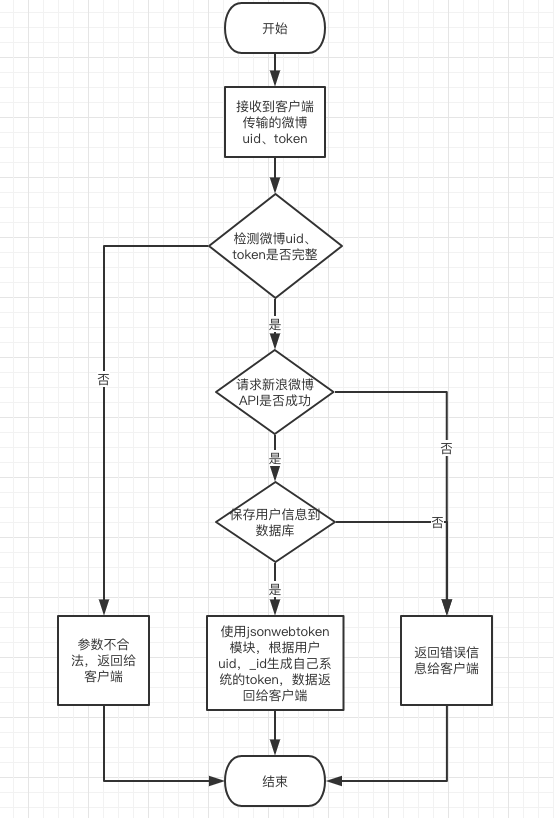 开始
接收到客户端
传输的微博
uid、token
检测微博uid、
token是否完整
是
否
请求新浪微博
API是否成功
否
是
保存用户信息到
数据库
否
是
参数不合
法，返回给
客户端
使用jsonwebtoken
模块，根据用户
uid，_id生成自己系
统的token，数据返
回给客户端
返回错误信
息给客户端
结束